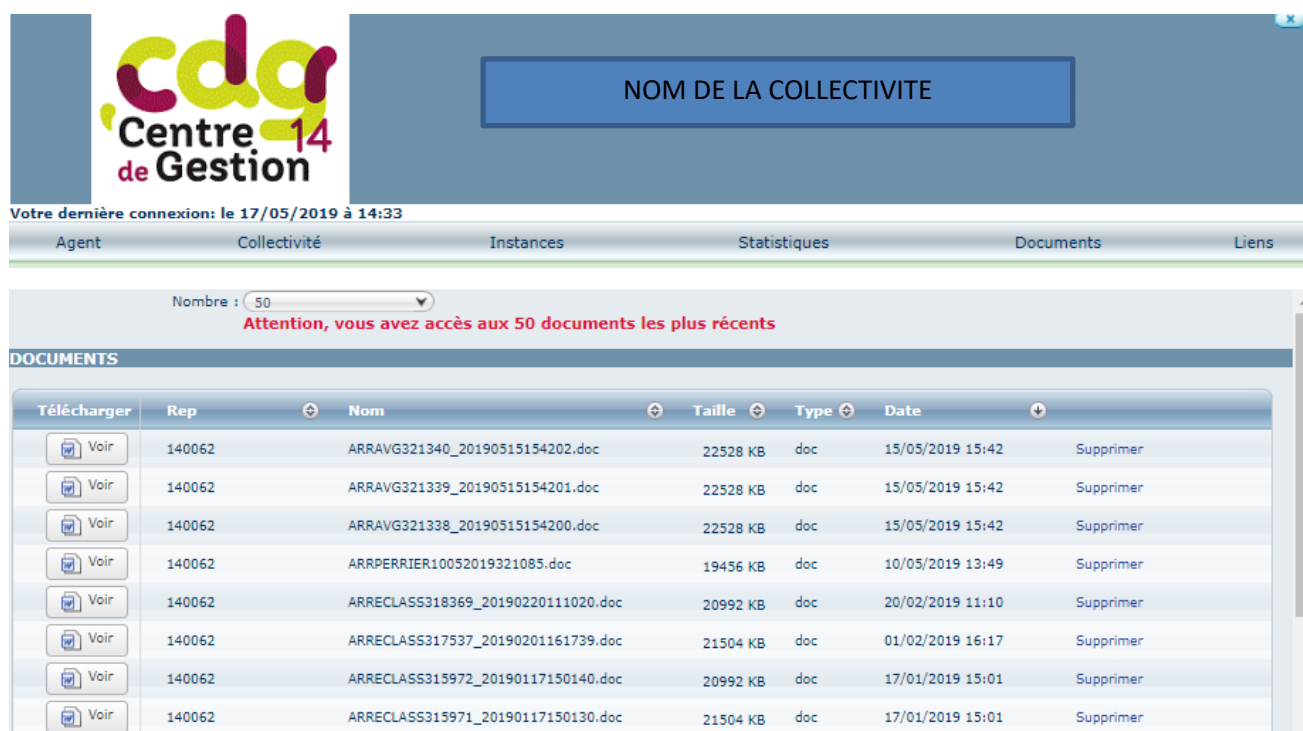 cdg
Centre 14
de Gestion
NOM DE LA COLLECTIVITE
x
Votre dernière connexion: le 17/05/2019 à 14:33
Agent Collectivité Instances Statistiques Documents Liens
Nombre : 50
Attention, vous avez accès aux 50 documents les plus récents
DOCUMENTS
Télécharger Rep Nom Taille Type Date
Voir 140062 ARRAVG321340_20190515154202.doc 22528 KB doc 15/05/2019 15:42 Supprimer
Voir 140062 ARRAVG321339_20190515154201.doc 22528 KB doc 15/05/2019 15:42 Supprimer
Voir 140062 ARRAVG321338_20190515154200.doc 22528 KB doc 15/05/2019 15:42 Supprimer
Voir 140062 ARRPERRIER10052019321085.doc 19456 KB doc 10/05/2019 13:49 Supprimer
Voir 140062 ARRECLASS318369_20190220111020.doc 20992 KB doc 20/02/2019 11:10 Supprimer
Voir 140062 ARRECLASS317537_20190201161739.doc 21504 KB doc 01/02/2019 16:17 Supprimer
Voir 140062 ARRECLASS315972_20190117150140.doc 20992 KB doc 17/01/2019 15:01 Supprimer
Voir 140062 ARRECLASS315971_20190117150130.doc 21504 KB doc 17/01/2019 15:01 Supprimer